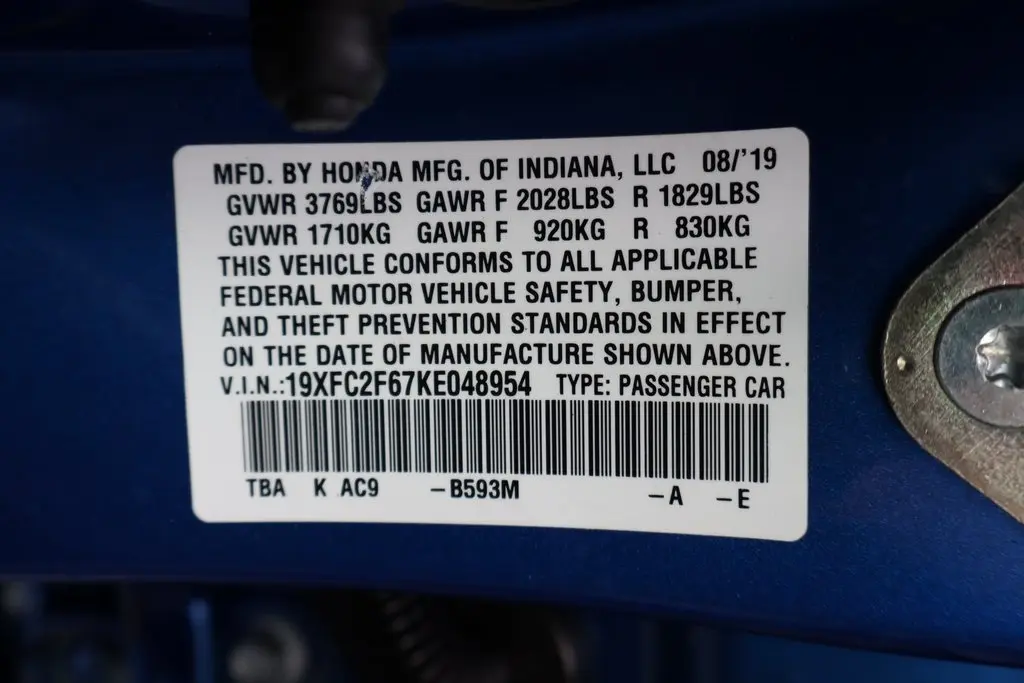 MFD. BY HONDA MFG. OF INDIANA, LLC 08/'19
GVWR 3769LBS GAWR F 2028LBS R 1829LBS
GVWR 1710KG GAWR F 920KG R 830KG
THIS VEHICLE CONFORMS TO ALL APPLICABLE
FEDERAL MOTOR VEHICLE SAFETY, BUMPER,
AND THEFT PREVENTION STANDARDS IN EFFECT
ON THE DATE OF MANUFACTURE SHOWN ABOVE.
V.I.N.:19XFC2F67KE048954 TYPE: PASSENGER CAR
TBA K AC9 -B593M -A -E